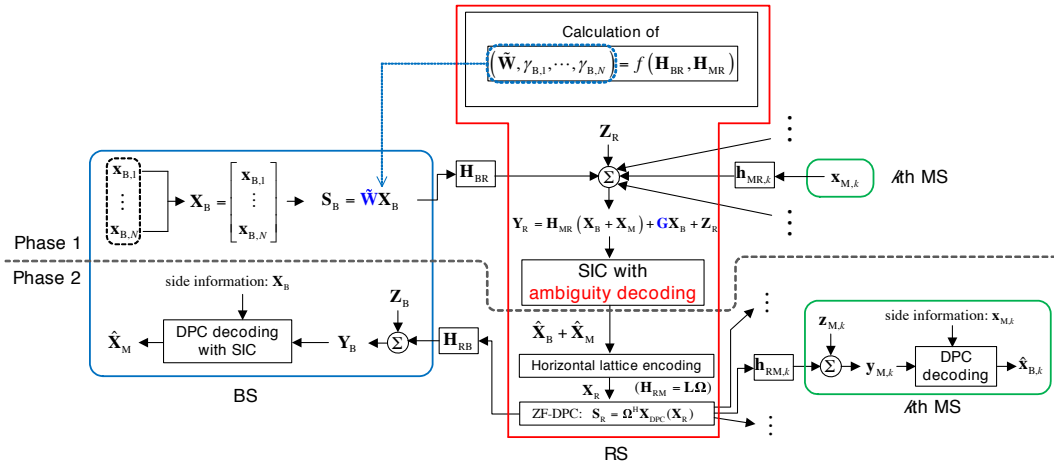 Calculation of
(W̃, γ_B,1, ⋯, γ_B,N) = f(H_BR, H_MR)
Z_R
x_B,1
⋮
x_B,N
X_B = [x_B,1 ⋮ x_B,N]
S_B = W̃X_B
H_BR
Σ
h_MR,k
x_M,k
kth MS
Y_R = H_MR(X_B + X_M) + GX_B + Z_R
Phase 1
Phase 2
SIC with
ambiguity decoding
side information: X_B
Z_B
X̂_M
DPC decoding
with SIC
Y_B
Σ
H_RB
BS
X̂_B + X̂_M
Horizontal lattice encoding
X_R
(H_RM = LΩ)
ZF-DPC: S_R = Ω^H X_DPC(X_R)
RS
h_RM,k
z_M,k
Σ
y_M,k
side information: x_M,k
DPC
decoding
x̂_B,k
kth MS